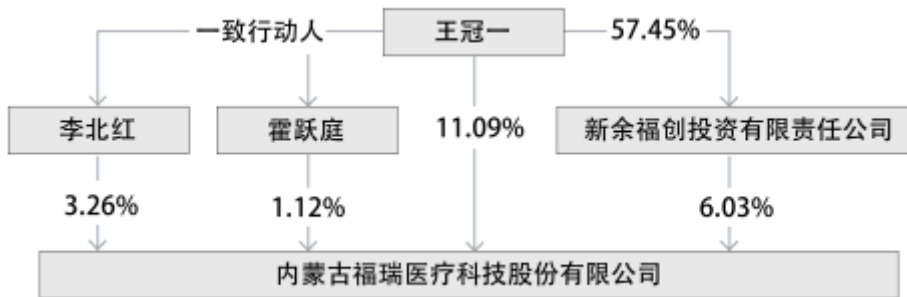 一致行动人
王冠一
57.45%
李北红
霍跃庭
11.09%
新余福创投资有限责任公司
3.26%
1.12%
6.03%
内蒙古福瑞医疗科技股份有限公司